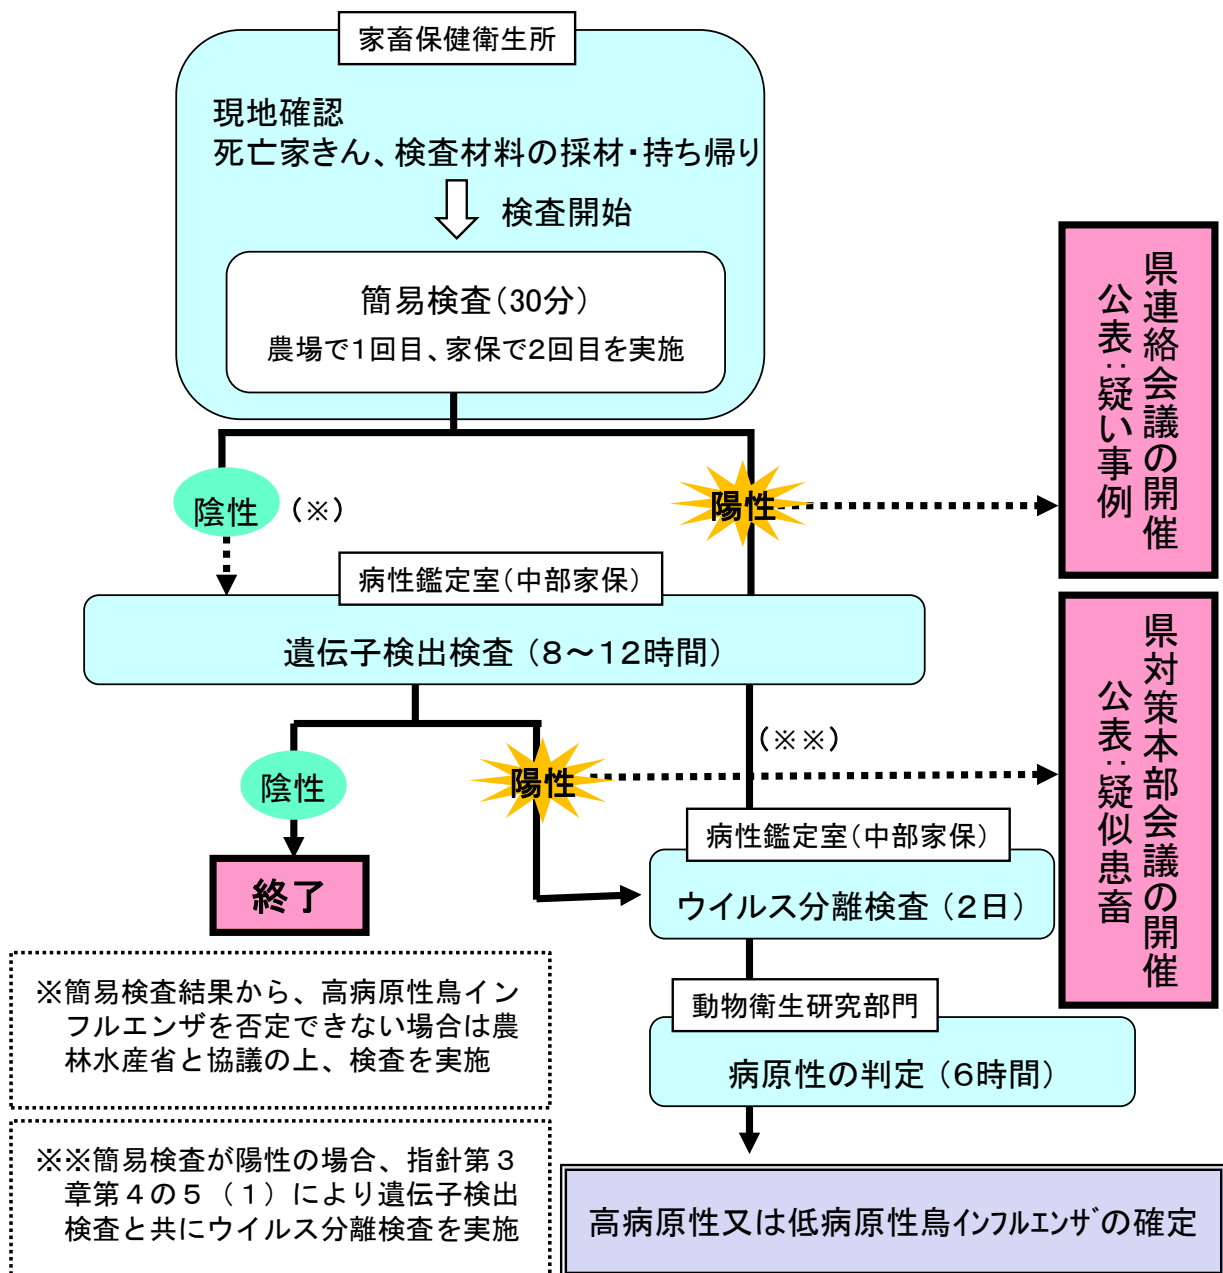 家畜保健衛生所
現地確認
死亡家きん、検査材料の採材・持ち帰り
検査開始
簡易検査（30分）
農場で１回目、家保で２回目を実施
県連絡会議の開催
公表：疑い事例
陰性
（※）
陽性
病性鑑定室（中部家保）
遺伝子検出検査（８～１２時間）
県対策本部会議の開催
公表：疑似患畜
（※※）
陰性
陽性
病性鑑定室（中部家保）
ウイルス分離検査（２日）
終了
※簡易検査結果から、高病原性鳥イン
フルエンザを否定できない場合は農
林水産省と協議の上、検査を実施
動物衛生研究部門
病原性の判定（６時間）
※※簡易検査が陽性の場合、指針第３
章第４の５（１）により遺伝子検出
検査と共にウイルス分離検査を実施
高病原性又は低病原性鳥ｲﾝﾌﾙｴﾝｻﾞの確定